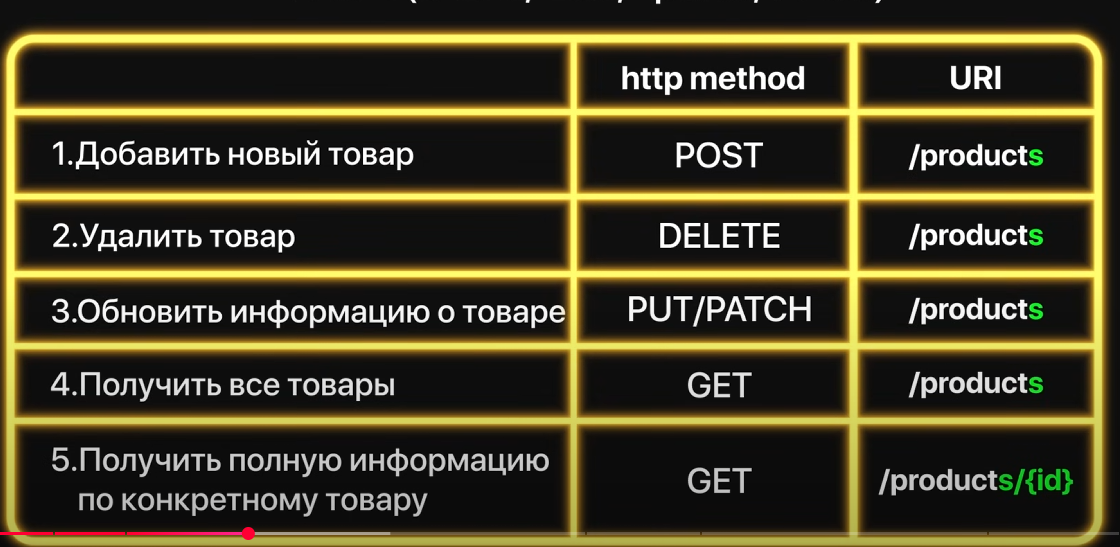 http method URI
1.Добавить новый товар POST /products
2.Удалить товар DELETE /products
3.Обновить информацию о товаре PUT/PATCH /products
4.Получить все товары GET /products
5.Получить полную информацию
по конкретному товару GET /products/{id}